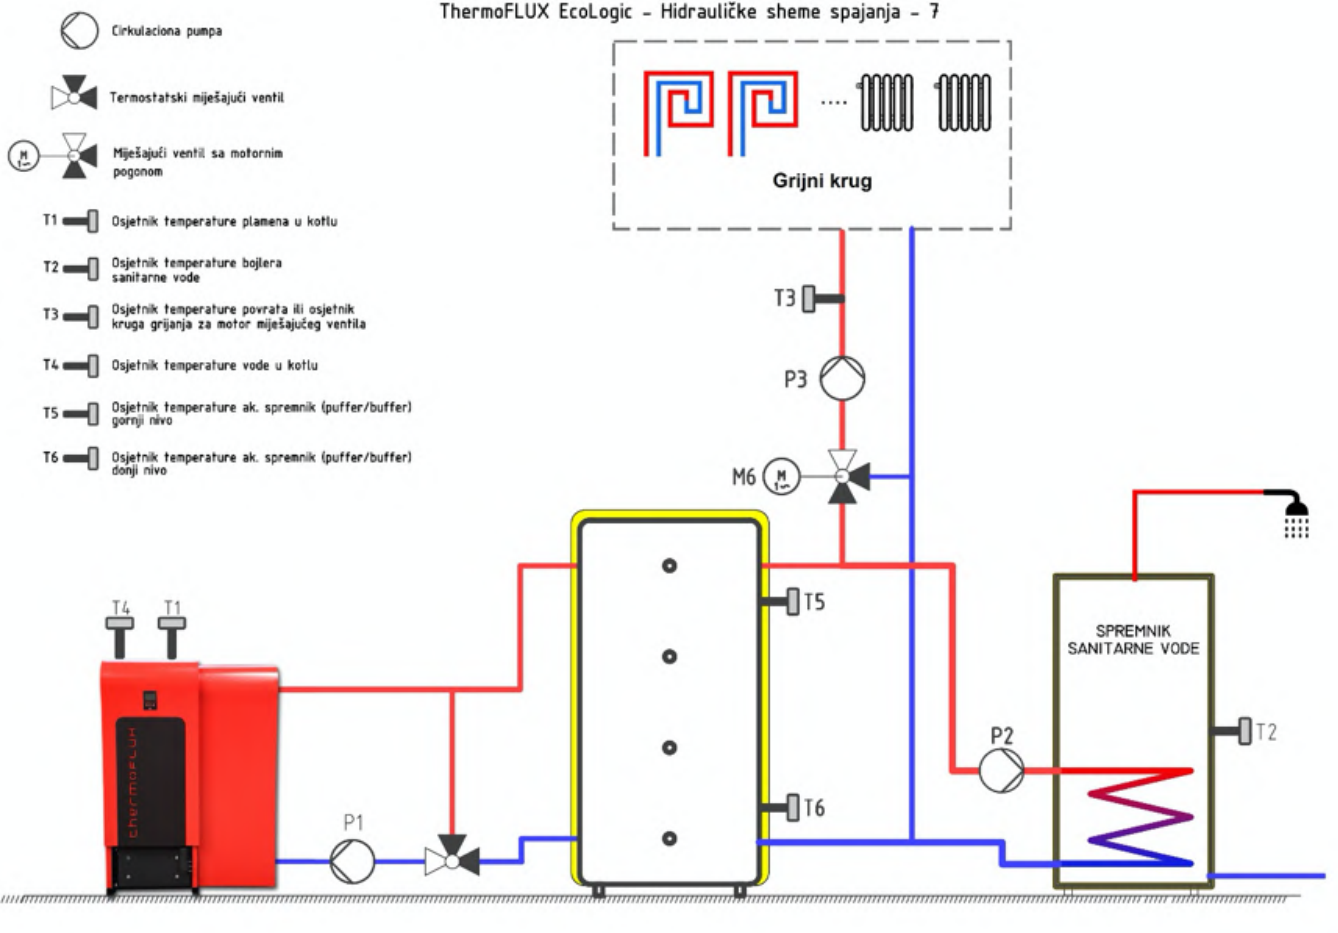 ThermoFLUX EcoLogic - Hidrauličke sheme spajanja - 7
Cirkulaciona pumpa
Termostatski miješajući ventil
M
1~
Miješajući ventil sa motornim
pogonom
T1
Osjetnik temperature plamena u kotlu
T2
Osjetnik temperature bojlera
sanitarne vode
T3
Osjetnik temperature povrata ili osjetnik
kruga grijanja za motor miješajućeg ventila
T4
Osjetnik temperature vode u kotlu
T5
Osjetnik temperature ak. spremnik (puffer/buffer)
gornji nivo
T6
Osjetnik temperature ak. spremnik (puffer/buffer)
donji nivo
Grijni krug
T3
P3
M6
M
1~
T5
T6
T4
T1
thermoFLUX
P1
P2
SPREMNIK
SANITARNE VODE
T2